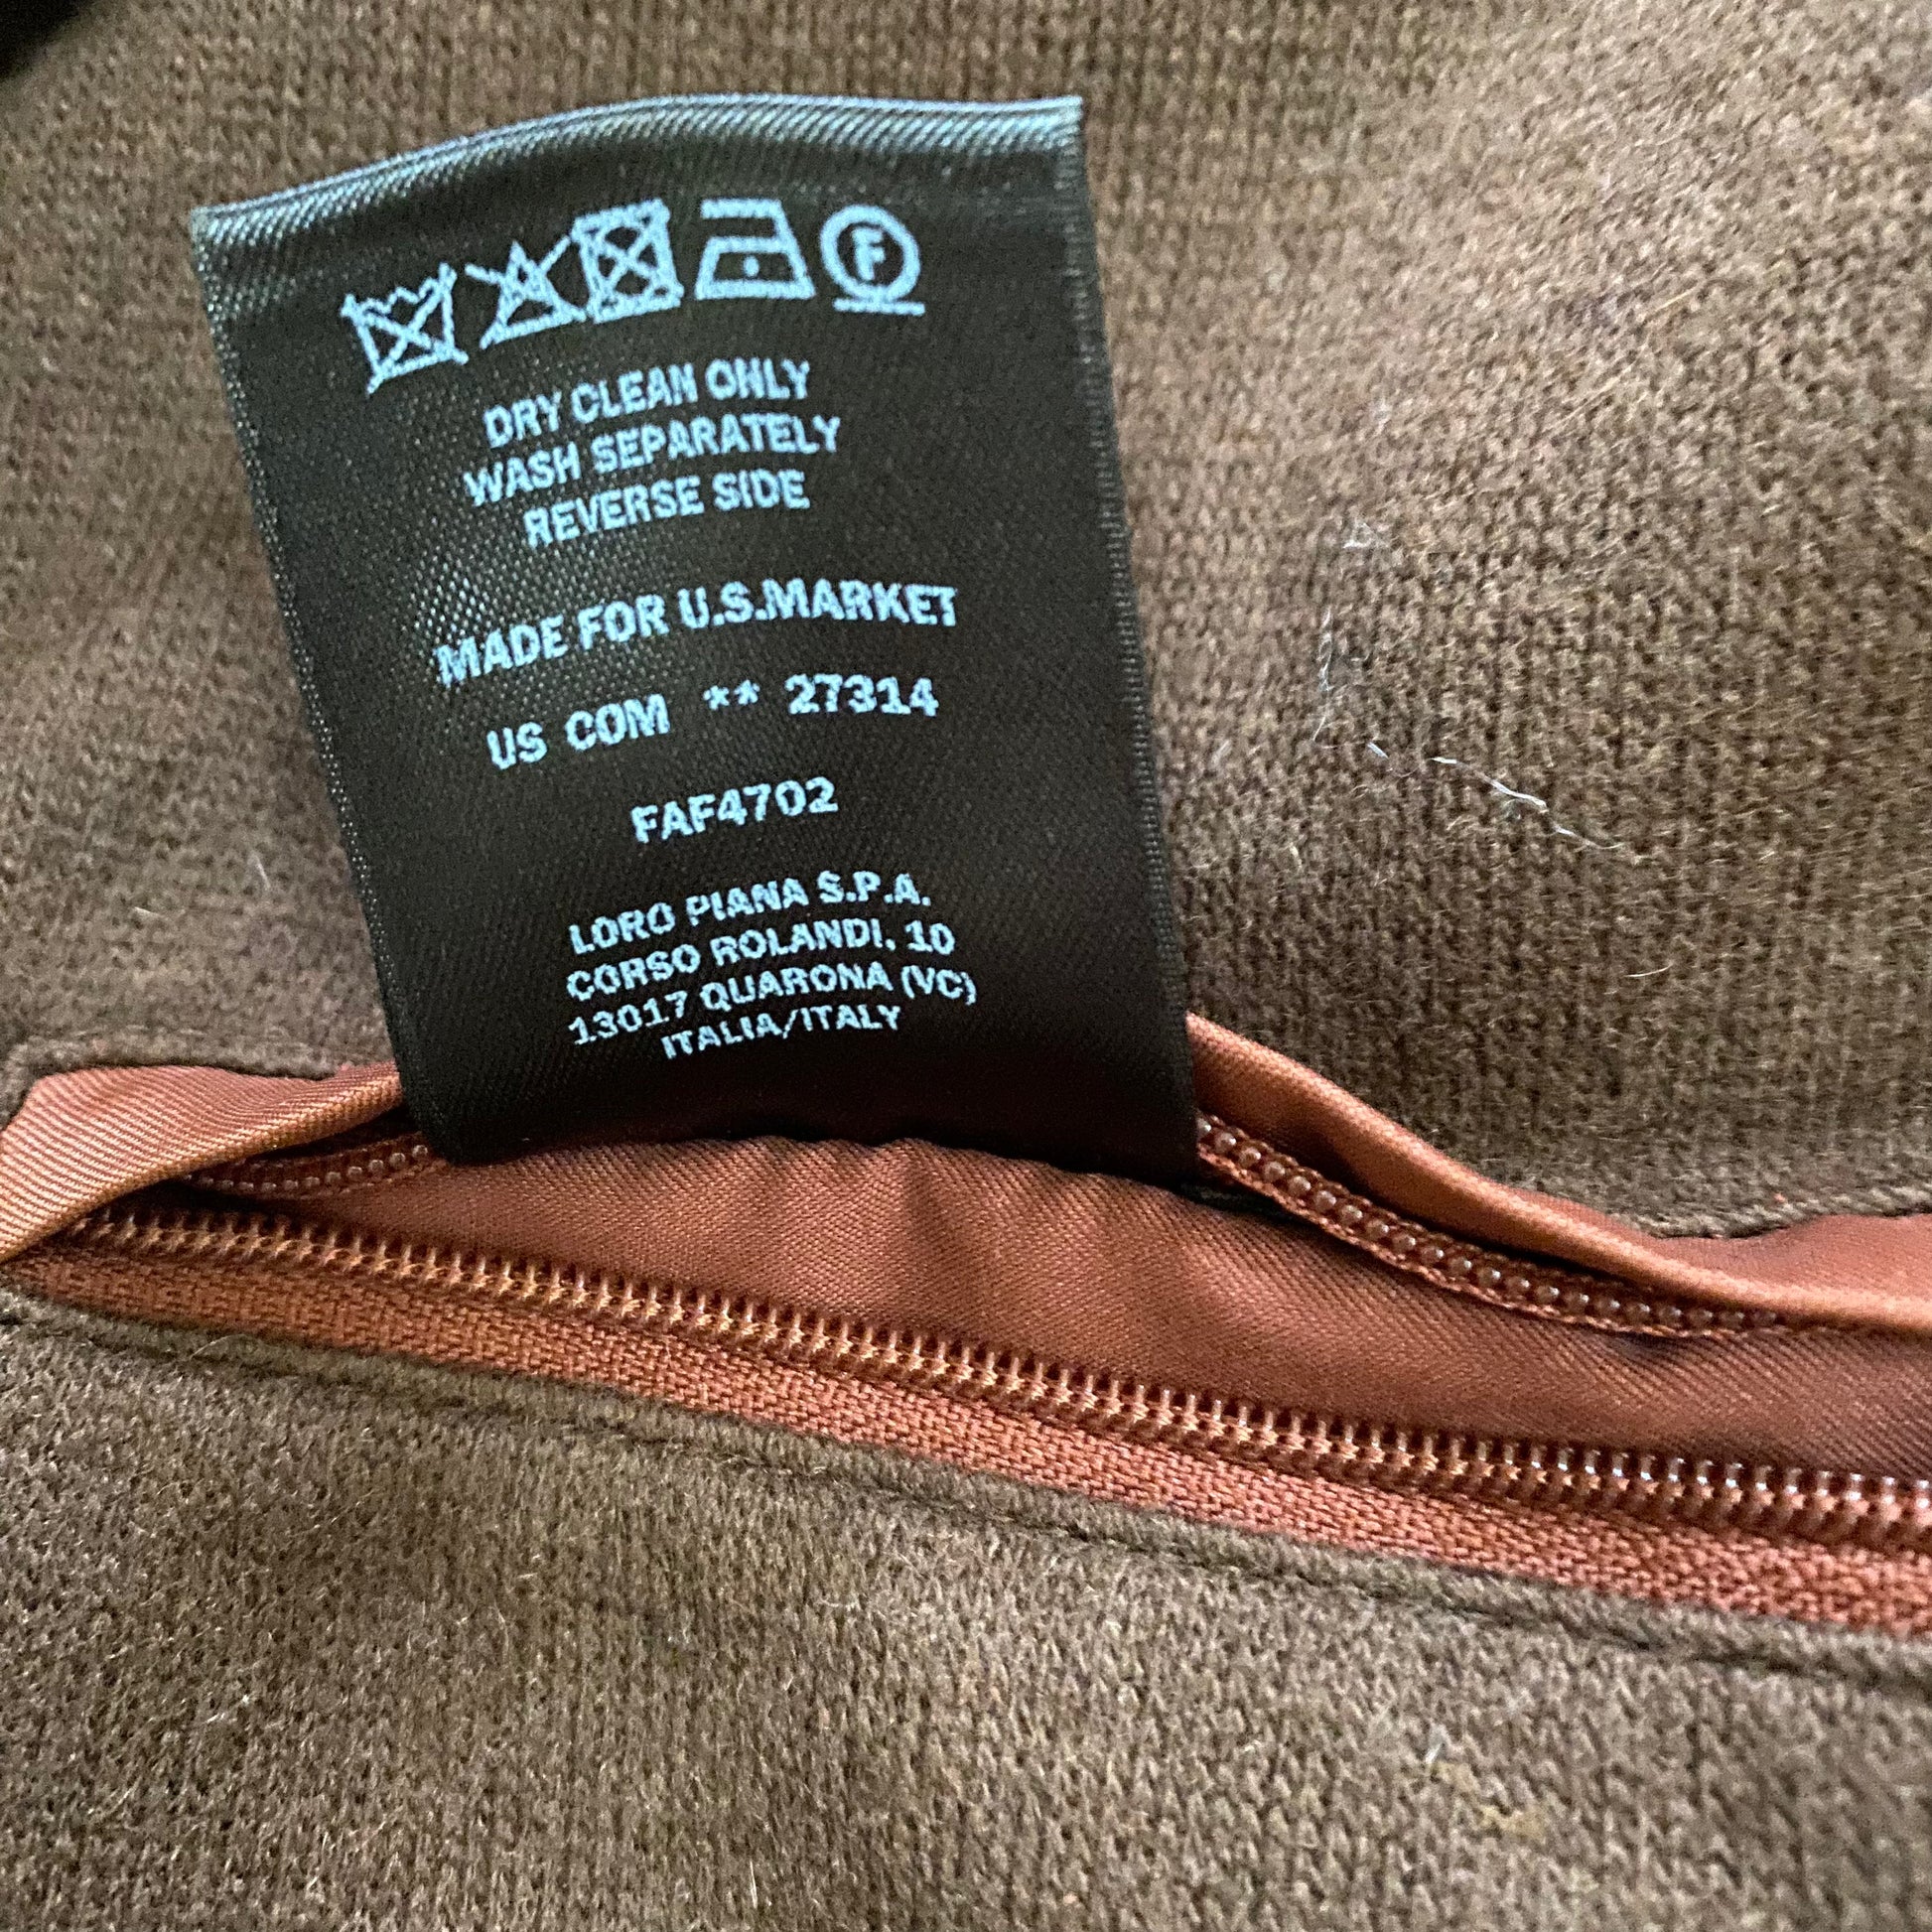 F
DRY CLEAN ONLY
WASH SEPARATELY
REVERSE SIDE
MADE FOR U.S.MARKET
US COM ** 27314
FAF4702
LORO PIANA S.P.A.
CORSO ROLANDI, 10
13017 QUARONA (VC)
ITALIA/ITALY